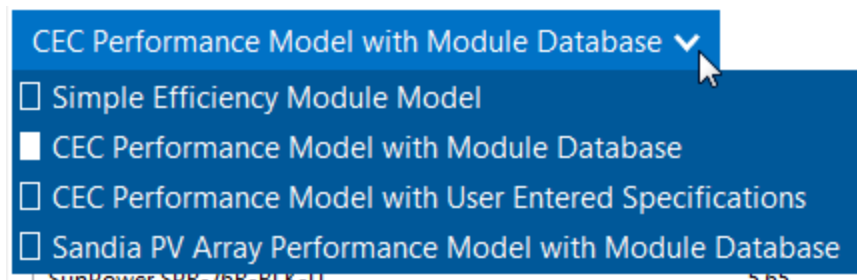 CEC Performance Model with Module Database
Simple Efficiency Module Model
CEC Performance Model with Module Database
CEC Performance Model with User Entered Specifications
Sandia PV Array Performance Model with Module Database